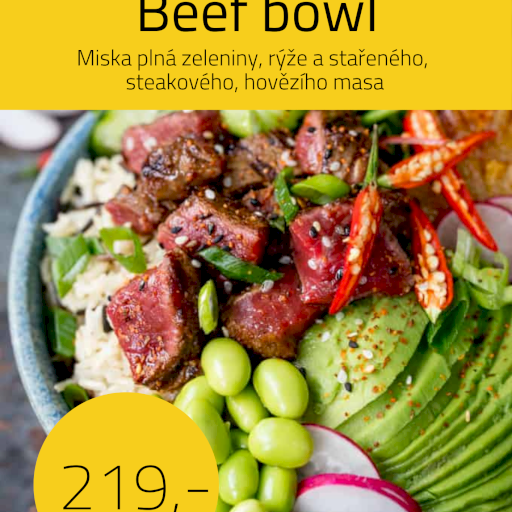 Beef bowl
Miska plná zeleniny, rýže a stařeného,
steakového, hovězího masa
219,-